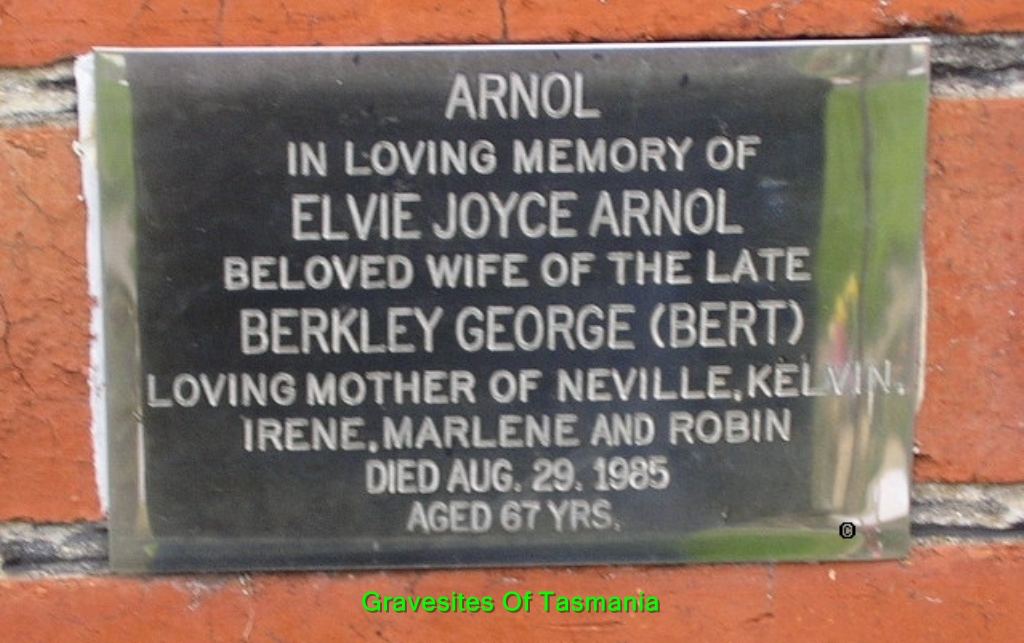 ARNOL
IN LOVING MEMORY OF
ELVIE JOYCE ARNOL
BELOVED WIFE OF THE LATE
BERKLEY GEORGE (BERT)
LOVING MOTHER OF NEVILLE, KELVIN,
IRENE, MARLENE AND ROBIN
DIED AUG. 29. 1985
AGED 67 YRS.
©
Gravesites Of Tasmania